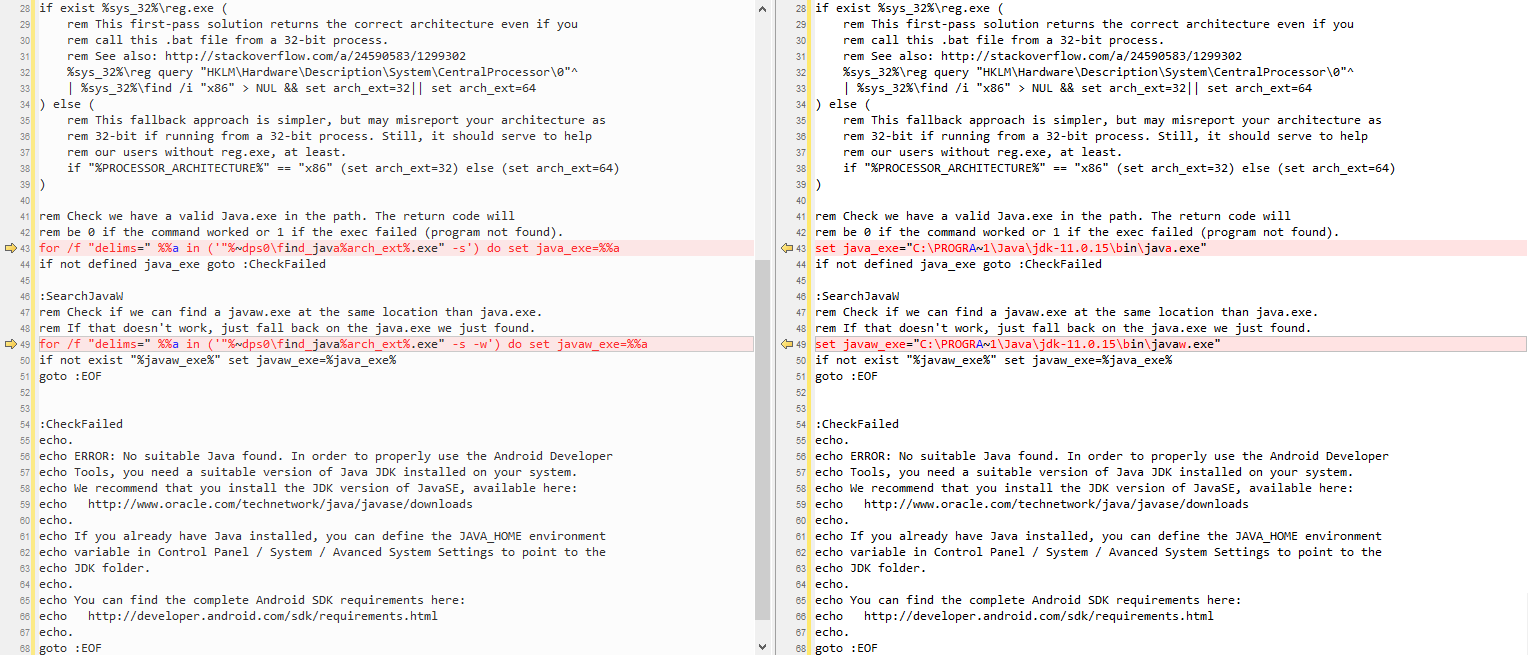 28 if exist %sys_32%\reg.exe (
29     rem This first-pass solution returns the correct architecture even if you
30     rem call this .bat file from a 32-bit process.
31     rem See also: http://stackoverflow.com/a/24590583/1299302
32     %sys_32%\reg query "HKLM\Hardware\Description\System\CentralProcessor\0"^
33     | %sys_32%\find /i "x86" > NUL && set arch_ext=32|| set arch_ext=64
34 ) else (
35     rem This fallback approach is simpler, but may misreport your architecture as
36     rem 32-bit if running from a 32-bit process. Still, it should serve to help
37     rem our users without reg.exe, at least.
38     if "%PROCESSOR_ARCHITECTURE%" == "x86" (set arch_ext=32) else (set arch_ext=64)
39 )
40
41 rem Check we have a valid Java.exe in the path. The return code will
42 rem be 0 if the command worked or 1 if the exec failed (program not found).
43 for /f "delims=" %%a in ('"%~dps0\find_java%arch_ext%.exe" -s') do set java_exe=%%a
44 if not defined java_exe goto :CheckFailed
45
46 :SearchJavaW
47 rem Check if we can find a javaw.exe at the same location than java.exe.
48 rem If that doesn't work, just fall back on the java.exe we just found.
49 for /f "delims=" %%a in ('"%~dps0\find_java%arch_ext%.exe" -s -w') do set javaw_exe=%%a
50 if not exist "%javaw_exe%" set javaw_exe=%java_exe%
51 goto :EOF
52
53
54 :CheckFailed
55 echo.
56 echo ERROR: No suitable Java found. In order to properly use the Android Developer
57 echo Tools, you need a suitable version of Java JDK installed on your system.
58 echo We recommend that you install the JDK version of JavaSE, available here:
59 echo   http://www.oracle.com/technetwork/java/javase/downloads
60 echo.
61 echo If you already have Java installed, you can define the JAVA_HOME environment
62 echo variable in Control Panel / System / Avanced System Settings to point to the
63 echo JDK folder.
64 echo.
65 echo You can find the complete Android SDK requirements here:
66 echo   http://developer.android.com/sdk/requirements.html
67 echo.
68 goto :EOF
28 if exist %sys_32%\reg.exe (
29     rem This first-pass solution returns the correct architecture even if you
30     rem call this .bat file from a 32-bit process.
31     rem See also: http://stackoverflow.com/a/24590583/1299302
32     %sys_32%\reg query "HKLM\Hardware\Description\System\CentralProcessor\0"^
33     | %sys_32%\find /i "x86" > NUL && set arch_ext=32|| set arch_ext=64
34 ) else (
35     rem This fallback approach is simpler, but may misreport your architecture as
36     rem 32-bit if running from a 32-bit process. Still, it should serve to help
37     rem our users without reg.exe, at least.
38     if "%PROCESSOR_ARCHITECTURE%" == "x86" (set arch_ext=32) else (set arch_ext=64)
39 )
40
41 rem Check we have a valid Java.exe in the path. The return code will
42 rem be 0 if the command worked or 1 if the exec failed (program not found).
43 set java_exe="C:\PROGRA~1\Java\jdk-11.0.15\bin\java.exe"
44 if not defined java_exe goto :CheckFailed
45
46 :SearchJavaW
47 rem Check if we can find a javaw.exe at the same location than java.exe.
48 rem If that doesn't work, just fall back on the java.exe we just found.
49 set javaw_exe="C:\PROGRA~1\Java\jdk-11.0.15\bin\javaw.exe"
50 if not exist "%javaw_exe%" set javaw_exe=%java_exe%
51 goto :EOF
52
53
54 :CheckFailed
55 echo.
56 echo ERROR: No suitable Java found. In order to properly use the Android Developer
57 echo Tools, you need a suitable version of Java JDK installed on your system.
58 echo We recommend that you install the JDK version of JavaSE, available here:
59 echo   http://www.oracle.com/technetwork/java/javase/downloads
60 echo.
61 echo If you already have Java installed, you can define the JAVA_HOME environment
62 echo variable in Control Panel / System / Avanced System Settings to point to the
63 echo JDK folder.
64 echo.
65 echo You can find the complete Android SDK requirements here:
66 echo   http://developer.android.com/sdk/requirements.html
67 echo.
68 goto :EOF